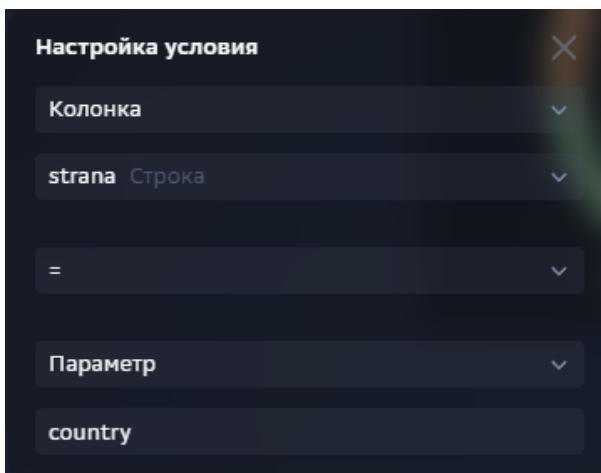 Настройка условия
Колонка
strana Строка
=
Параметр
country